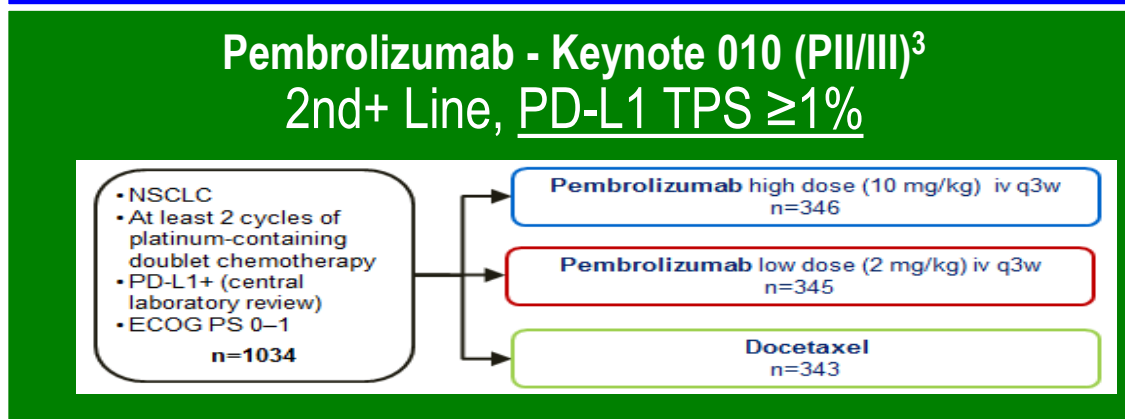 Pembrolizumab - Keynote 010 (PII/III)3
2nd+ Line, PD-L1 TPS ≥1%
• NSCLC
• At least 2 cycles of
platinum-containing
doublet chemotherapy
• PD-L1+ (central
laboratory review)
• ECOG PS 0–1
n=1034
Pembrolizumab high dose (10 mg/kg) iv q3w
n=346
Pembrolizumab low dose (2 mg/kg) iv q3w
n=345
Docetaxel
n=343